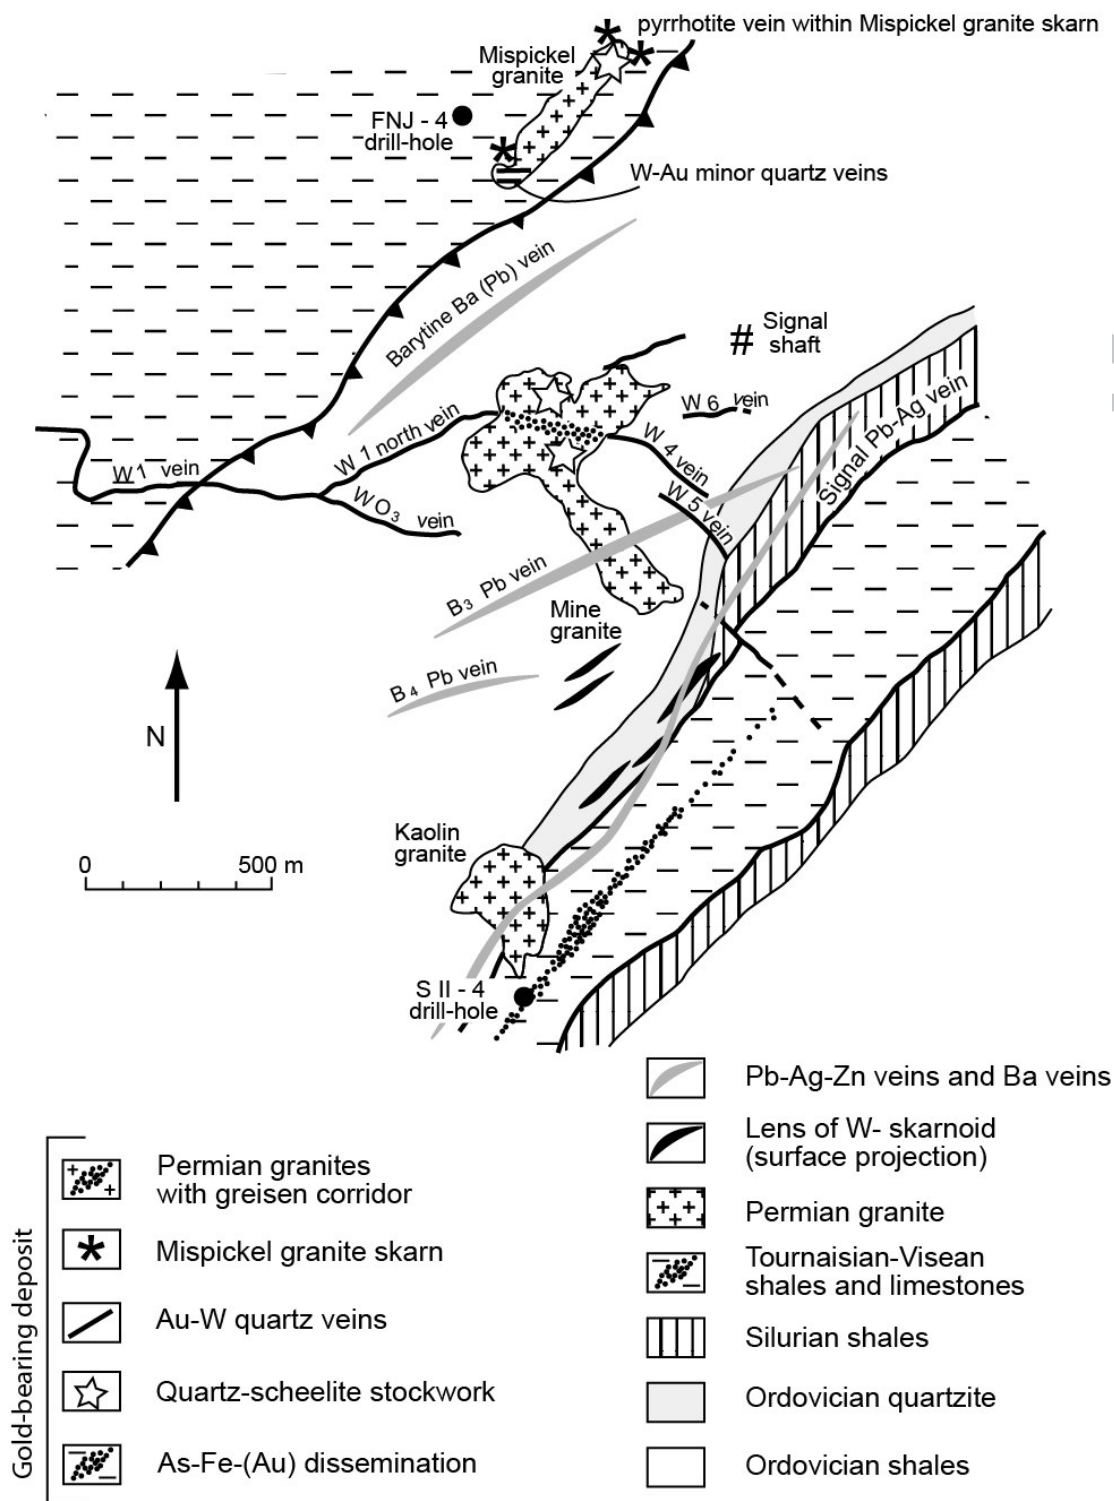 pyrrhotite vein within Mispickel granite skarn
Mispickel
granite
FNJ - 4
drill-hole
W-Au minor quartz veins
Barytine Ba (Pb) vein
# Signal
shaft
W 6 vein
W 1 north vein
W 4 vein
Signal Pb-Ag vein
W 1 vein
W O₃ vein
W 5 vein
B₃ Pb vein
Mine
granite
B₄ Pb vein
N
Kaolin
granite
0 500 m
S II - 4
drill-hole
Gold-bearing deposit
Permian granites
with greisen corridor
Mispickel granite skarn
Au-W quartz veins
Quartz-scheelite stockwork
As-Fe-(Au) dissemination
Pb-Ag-Zn veins and Ba veins
Lens of W- skarnoid
(surface projection)
Permian granite
Tournaisian-Visean
shales and limestones
Silurian shales
Ordovician quartzite
Ordovician shales